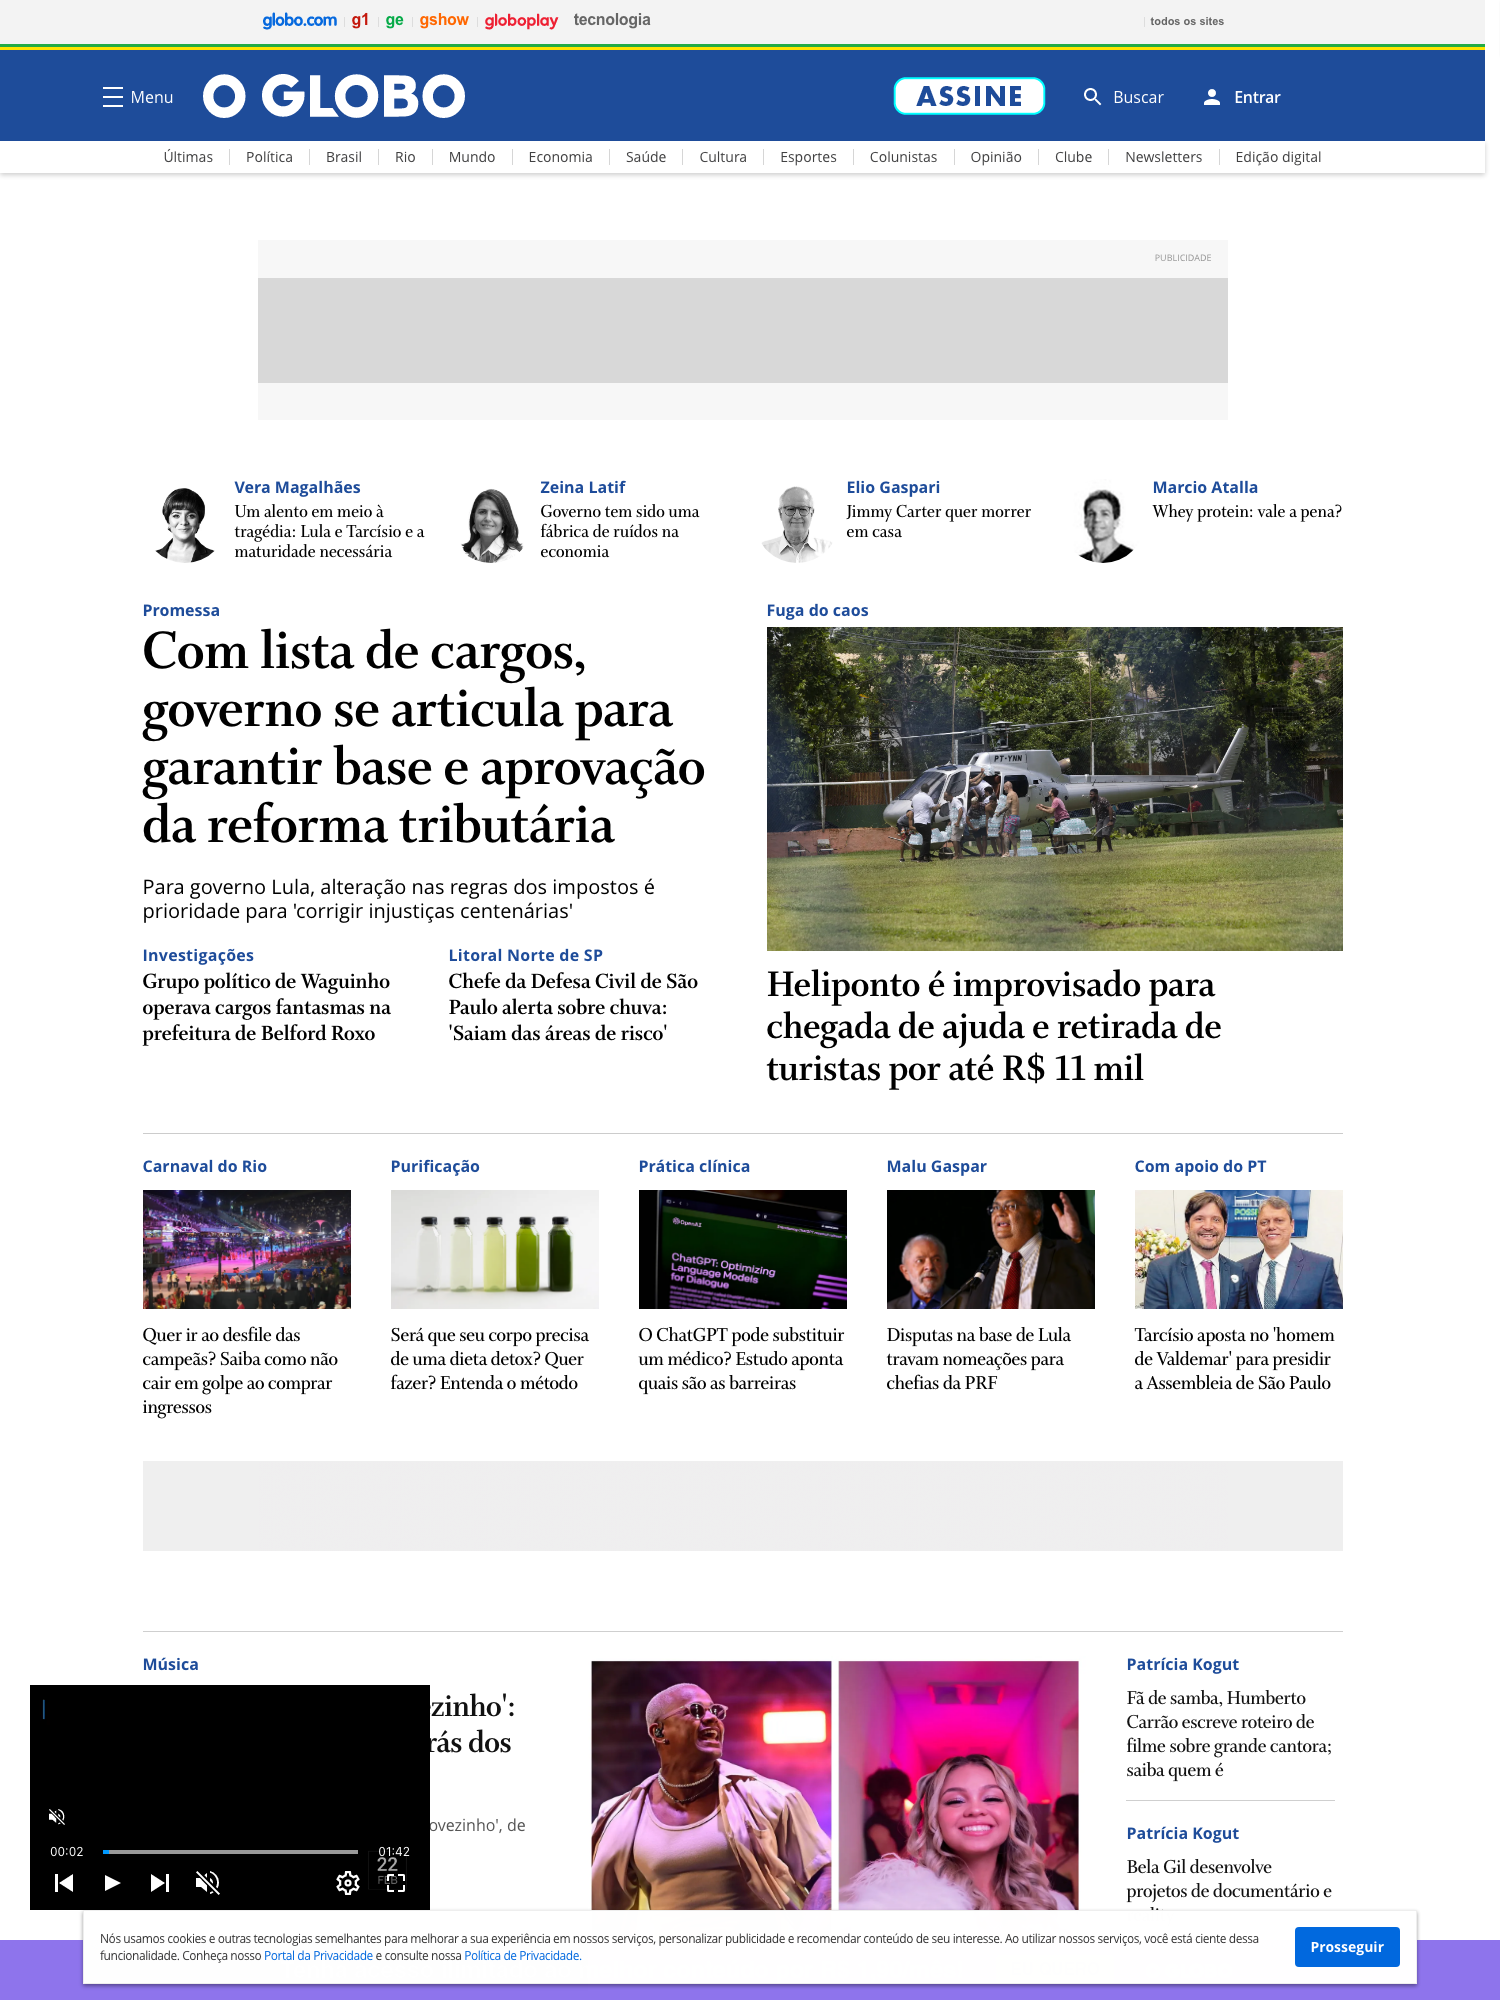 globo.com g1 ge gshow globoplay tecnologia todos os sites
Menu O GLOBO ASSINE Buscar Entrar
Últimas Política Brasil Rio Mundo Economia Saúde Cultura Esportes Colunistas Opinião Clube Newsletters Edição digital
PUBLICIDADE
Vera Magalhães
Um alento em meio à
tragédia: Lula e Tarcísio e a
maturidade necessária
Zeina Latif
Governo tem sido uma
fábrica de ruídos na
economia
Elio Gaspari
Jimmy Carter quer morrer
em casa
Marcio Atalla
Whey protein: vale a pena?
Promessa
Com lista de cargos,
governo se articula para
garantir base e aprovação
da reforma tributária
Para governo Lula, alteração nas regras dos impostos é
prioridade para 'corrigir injustiças centenárias'
Investigações
Grupo político de Waguinho
operava cargos fantasmas na
prefeitura de Belford Roxo
Litoral Norte de SP
Chefe da Defesa Civil de São
Paulo alerta sobre chuva:
'Saiam das áreas de risco'
Fuga do caos
PT-YNN
Heliponto é improvisado para
chegada de ajuda e retirada de
turistas por até R$ 11 mil
Carnaval do Rio
Quer ir ao desfile das
campeãs? Saiba como não
cair em golpe ao comprar
ingressos
Purificação
Será que seu corpo precisa
de uma dieta detox? Quer
fazer? Entenda o método
Prática clínica
OpenAI
ChatGPT: Optimizing
Language Models
for Dialogue
O ChatGPT pode substituir
um médico? Estudo aponta
quais são as barreiras
Malu Gaspar
Disputas na base de Lula
travam nomeações para
chefias da PRF
Com apoio do PT
Tarcísio aposta no 'homem
de Valdemar' para presidir
a Assembleia de São Paulo
Música
zinho':
rás dos
ovezinho', de
00:02 01:42
22
FEB
Patrícia Kogut
Fã de samba, Humberto
Carrão escreve roteiro de
filme sobre grande cantora;
saiba quem é
Patrícia Kogut
Bela Gil desenvolve
projetos de documentário e
Nós usamos cookies e outras tecnologias semelhantes para melhorar a sua experiência em nossos serviços, personalizar publicidade e recomendar conteúdo de seu interesse. Ao utilizar nossos serviços, você está ciente dessa
funcionalidade. Conheça nosso Portal da Privacidade e consulte nossa Política de Privacidade.
Prosseguir